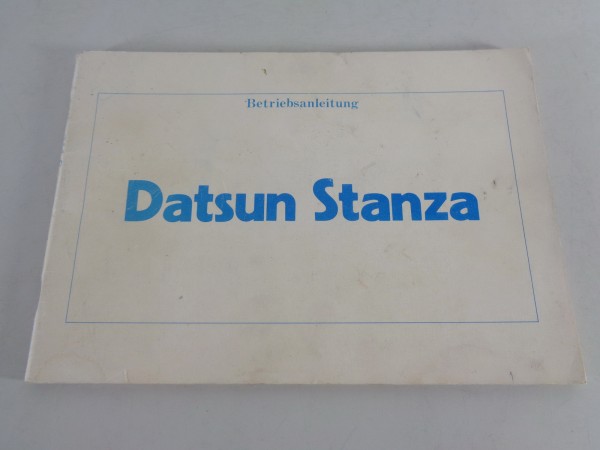 Betriebsanleitung
Datsun Stanza